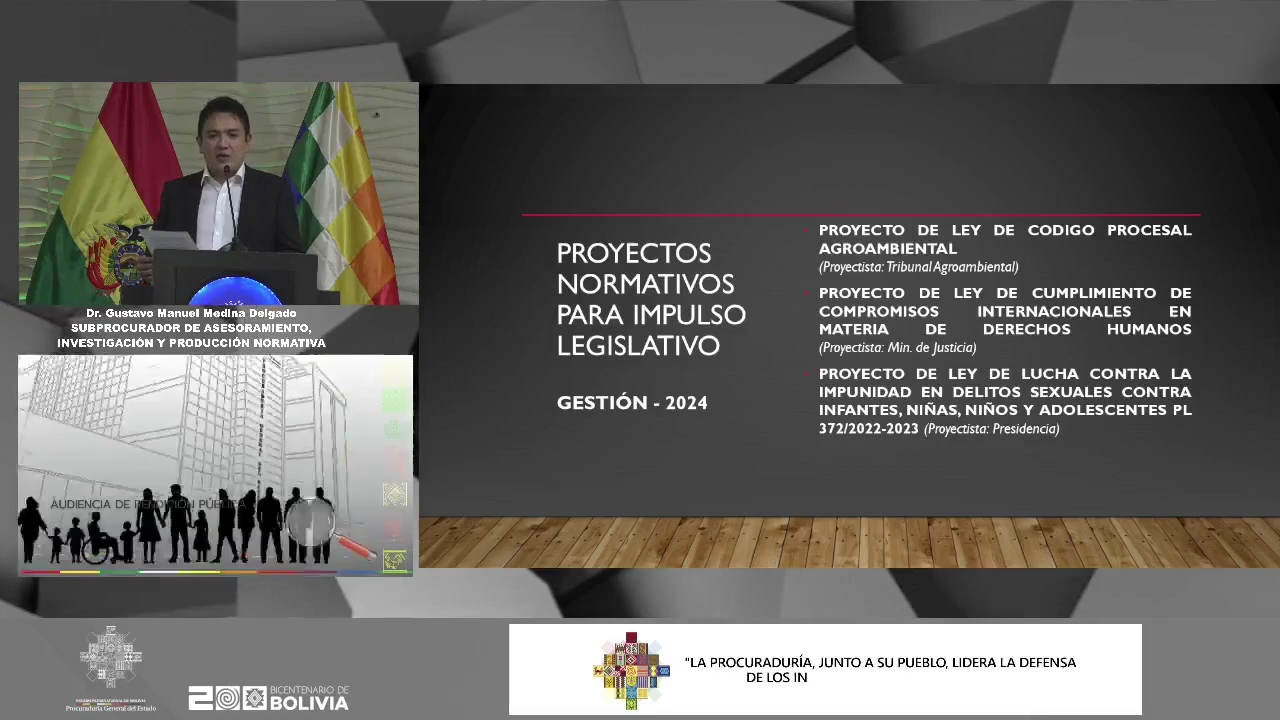 Dr. Gustavo Manuel Medina Delgado
SUBPROCURADOR DE ASESORAMIENTO,
INVESTIGACIÓN Y PRODUCCIÓN NORMATIVA
AUDIENCIA DE RENDICIÓN PÚBLICA
PROYECTOS
NORMATIVOS
PARA IMPULSO
LEGISLATIVO
GESTIÓN - 2024
PROYECTO DE LEY DE CODIGO PROCESAL
AGROAMBIENTAL
(Proyectista: Tribunal Agroambiental)
PROYECTO DE LEY DE CUMPLIMIENTO DE
COMPROMISOS INTERNACIONALES EN
MATERIA DE DERECHOS HUMANOS
(Proyectista: Min. de Justicia)
PROYECTO DE LEY DE LUCHA CONTRA LA
IMPUNIDAD EN DELITOS SEXUALES CONTRA
INFANTES, NIÑAS, NIÑOS Y ADOLESCENTES PL
372/2022-2023 (Proyectista: Presidencia)
Procuraduría General del Estado
200 BICENTENARIO DE
BOLIVIA
"LA PROCURADURÍA, JUNTO A SU PUEBLO, LIDERA LA DEFENSA
DE LOS IN